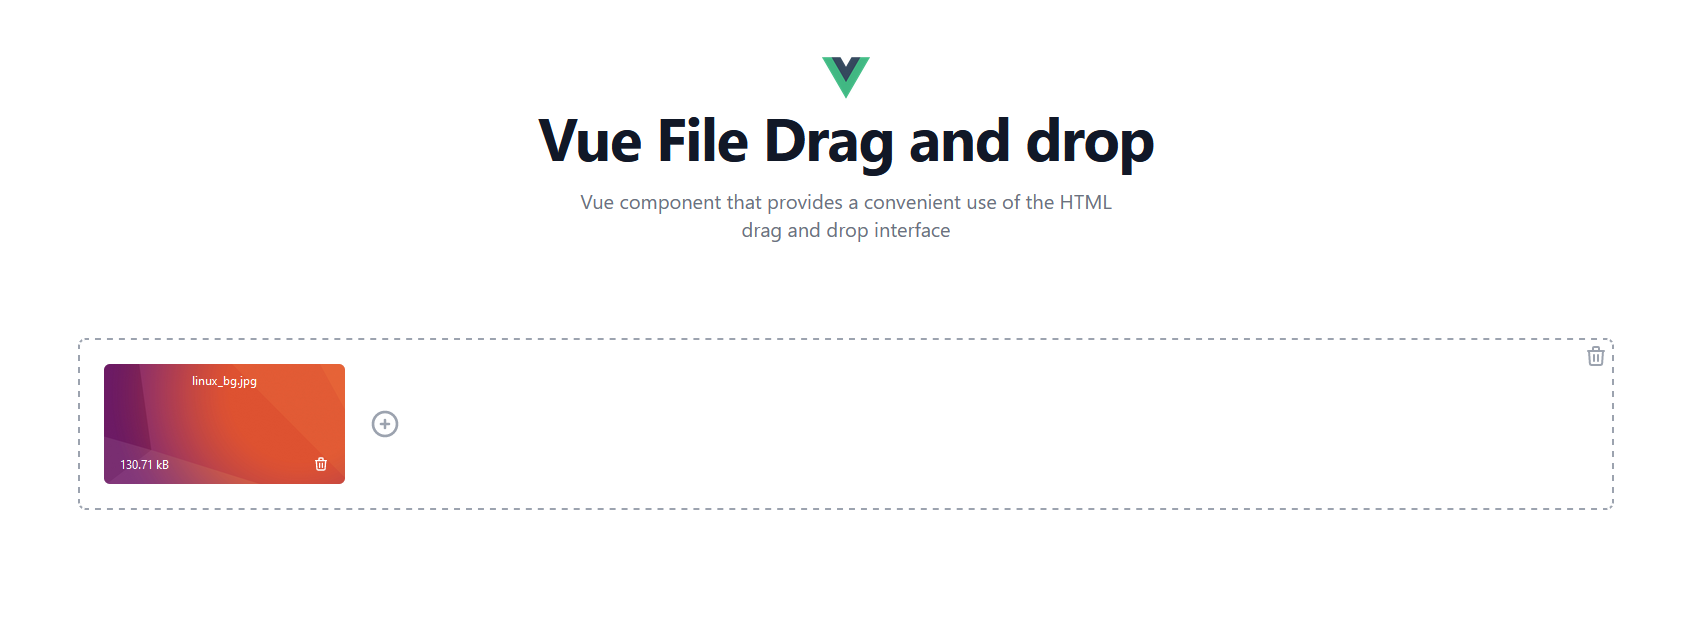 Vue File Drag and drop
Vue component that provides a convenient use of the HTML
drag and drop interface
linux_bg.jpg
130.71 kB